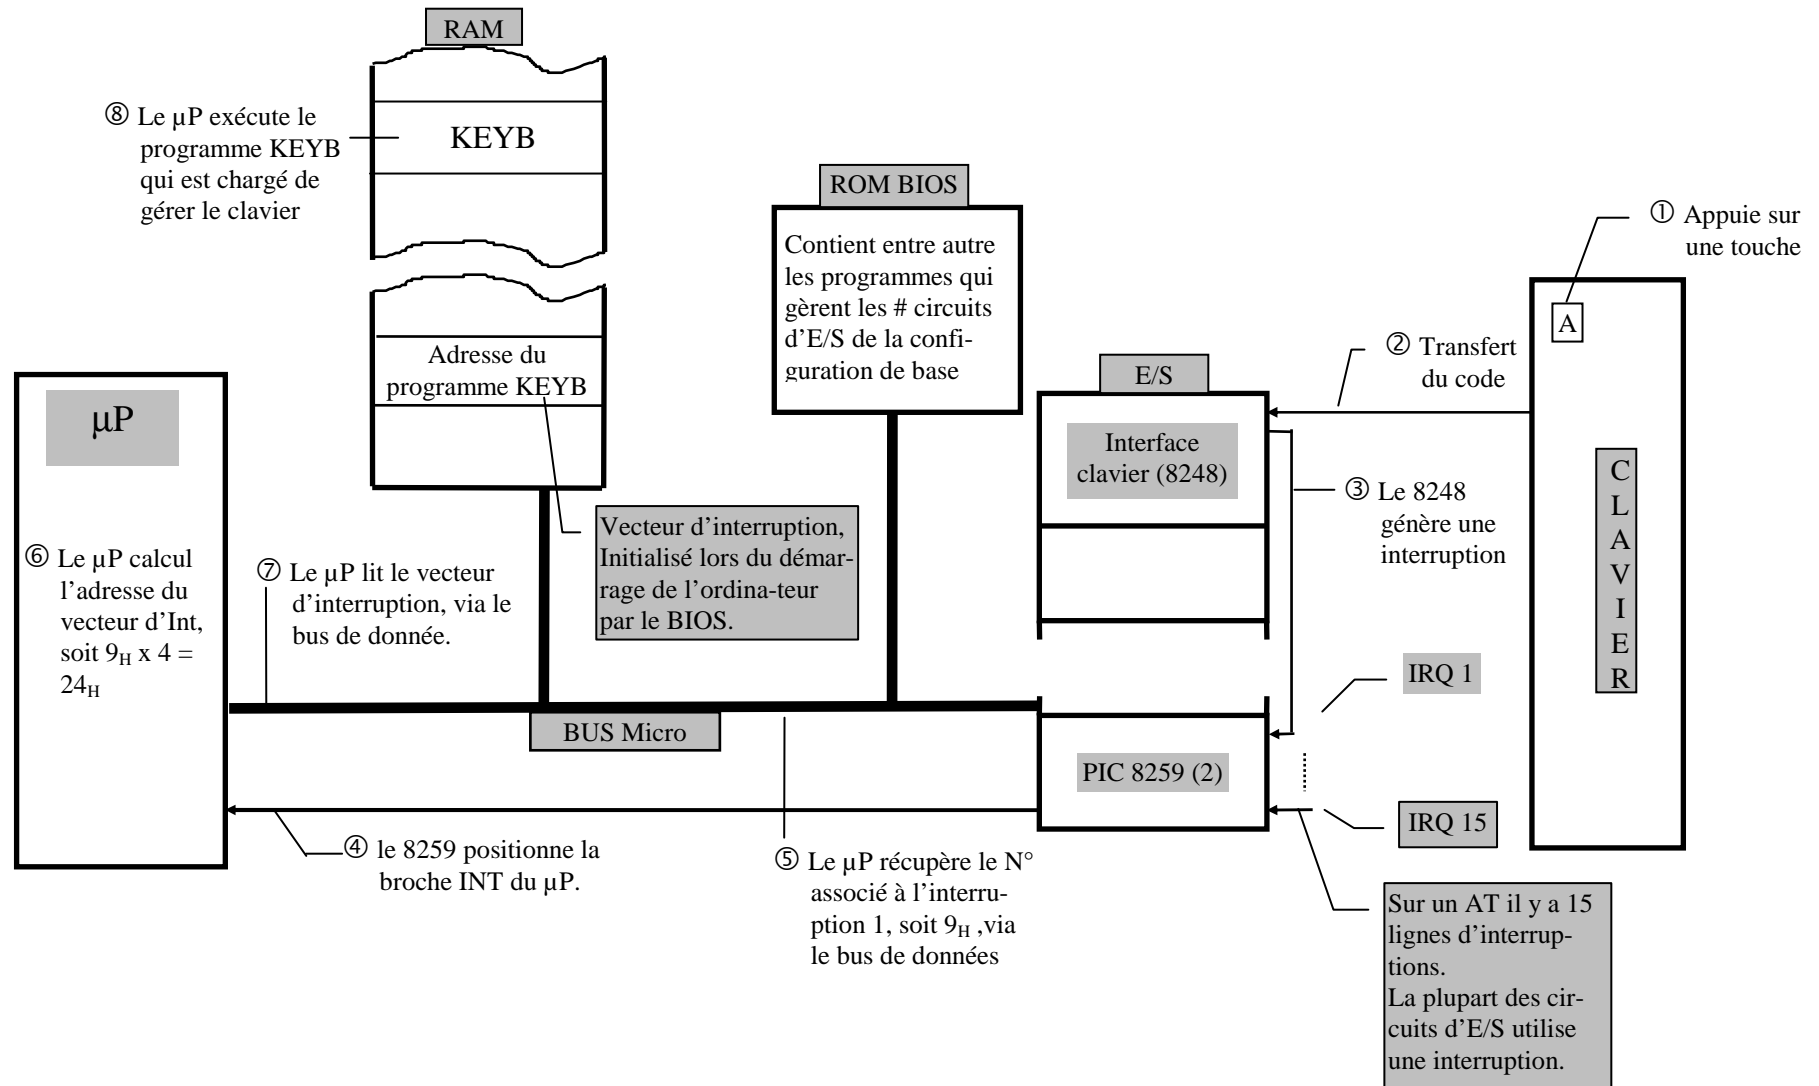 RAM
⑧ Le µP exécute le
programme KEYB
qui est chargé de
gérer le clavier
KEYB
Adresse du
programme KEYB
ROM BIOS
Contient entre autre
les programmes qui
gèrent les # circuits
d’E/S de la confi-
guration de base
① Appuie sur
une touche
A
C
L
A
V
I
E
R
② Transfert
du code
E/S
Interface
clavier (8248)
③ Le 8248
génère une
interruption
µP
⑥ Le µP calcul
l’adresse du
vecteur d’Int,
soit 9H x 4 =
24H
⑦ Le µP lit le vecteur
d’interruption, via le
bus de donnée.
Vecteur d’interruption,
Initialisé lors du démar-
rage de l’ordina-teur
par le BIOS.
BUS Micro
IRQ 1
PIC 8259 (2)
IRQ 15
④ le 8259 positionne la
broche INT du µP.
⑤ Le µP récupère le N°
associé à l’interru-
ption 1, soit 9H ,via
le bus de données
Sur un AT il y a 15
lignes d’interrup-
tions.
La plupart des cir-
cuits d’E/S utilise
une interruption.